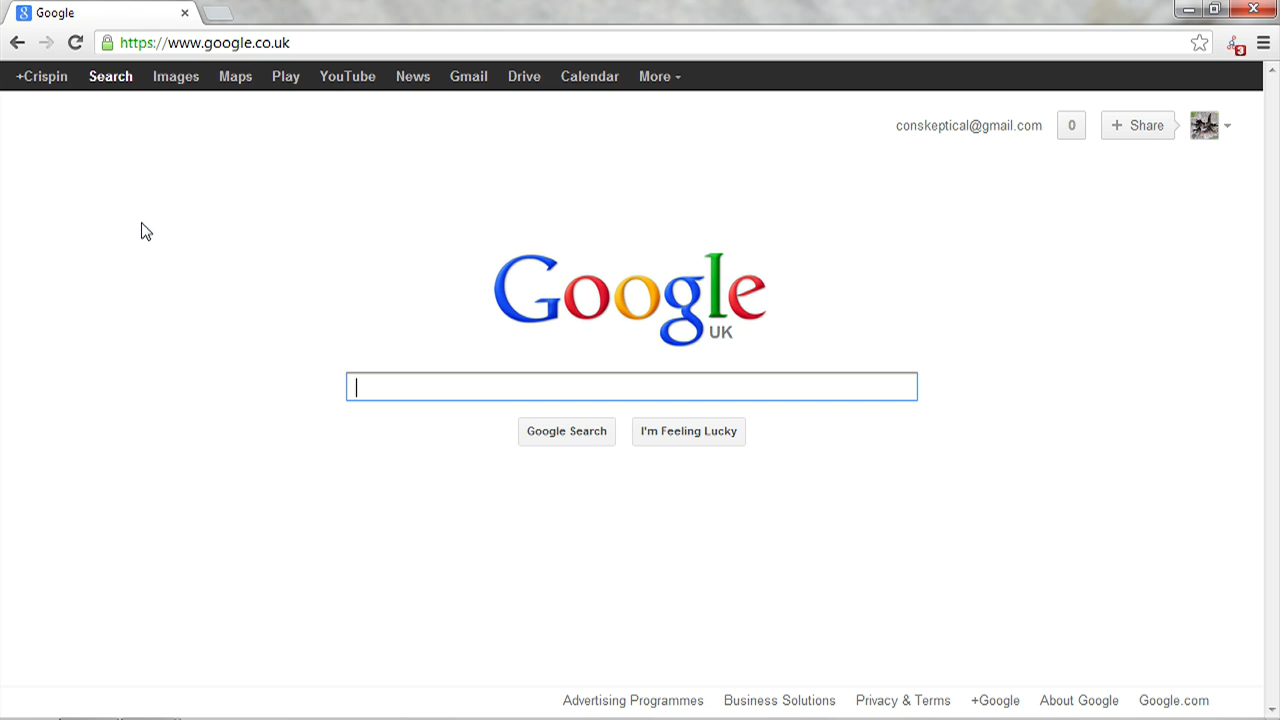 Google
https://www.google.co.uk
3
+Crispin Search Images Maps Play YouTube News Gmail Drive Calendar More
conskeptical@gmail.com 0 + Share
Google
UK
Google Search I'm Feeling Lucky
Advertising Programmes Business Solutions Privacy & Terms +Google About Google Google.com